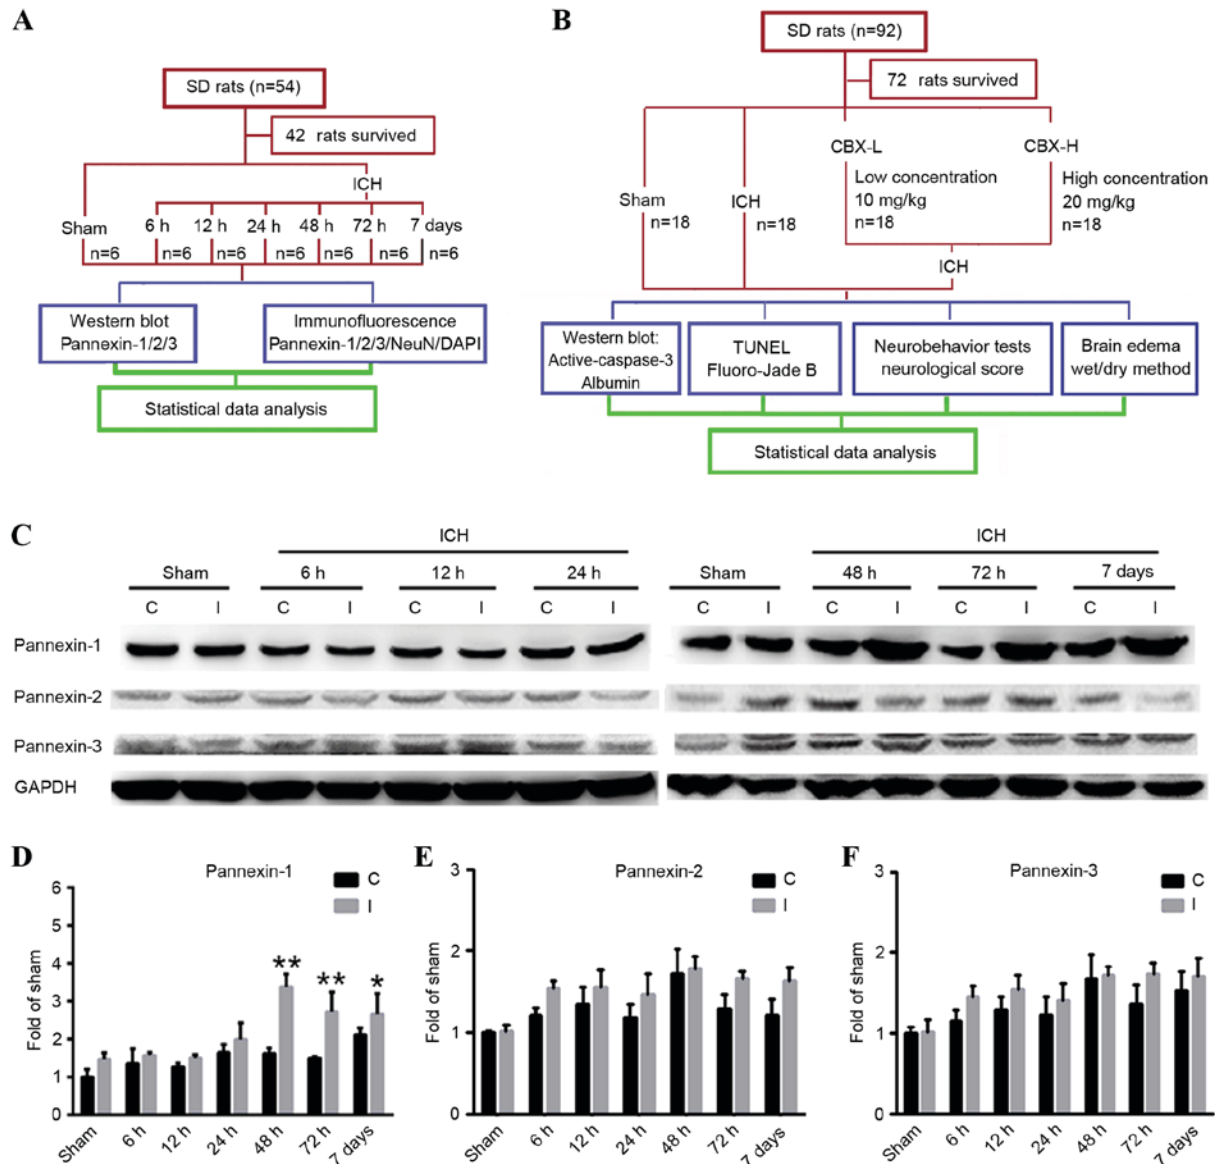 A
SD rats (n=54)
42 rats survived
ICH
Sham 6 h 12 h 24 h 48 h 72 h 7 days
n=6 n=6 n=6 n=6 n=6 n=6 n=6
Western blot
Pannexin-1/2/3
Immunofluorescence
Pannexin-1/2/3/NeuN/DAPI
Statistical data analysis
B
SD rats (n=92)
72 rats survived
Sham
n=18
ICH
n=18
CBX-L
Low concentration
10 mg/kg
n=18
CBX-H
High concentration
20 mg/kg
n=18
ICH
Western blot:
Active-caspase-3
Albumin
TUNEL
Fluoro-Jade B
Neurobehavior tests
neurological score
Brain edema
wet/dry method
Statistical data analysis
C
ICH ICH
Sham 6 h 12 h 24 h Sham 48 h 72 h 7 days
C I C I C I C I C I C I C I C I
Pannexin-1
Pannexin-2
Pannexin-3
GAPDH
D
Pannexin-1
C
I
Fold of sham
6
5
4
3
2
1
0
** ** *
Sham 6 h 12 h 24 h 48 h 72 h 7 days
E
Pannexin-2
C
I
Fold of sham
3
2
1
0
Sham 6 h 12 h 24 h 48 h 72 h 7 days
F
Pannexin-3
C
I
Fold of sham
3
2
1
0
Sham 6 h 12 h 24 h 48 h 72 h 7 days